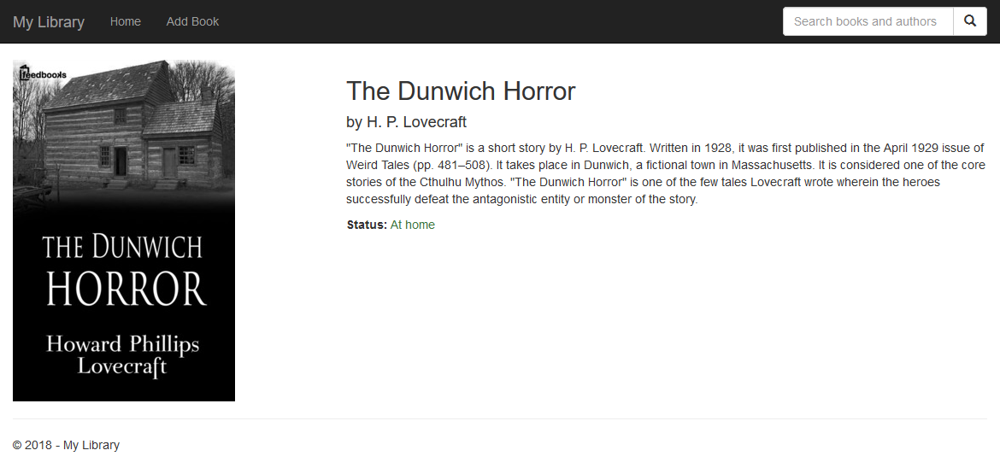 My Library Home Add Book Search books and authors
feedbooks
THE DUNWICH
HORROR
Howard Phillips
Lovecraft
The Dunwich Horror
by H. P. Lovecraft
"The Dunwich Horror" is a short story by H. P. Lovecraft. Written in 1928, it was first published in the April 1929 issue of
Weird Tales (pp. 481–508). It takes place in Dunwich, a fictional town in Massachusetts. It is considered one of the core
stories of the Cthulhu Mythos. "The Dunwich Horror" is one of the few tales Lovecraft wrote wherein the heroes
successfully defeat the antagonistic entity or monster of the story.
Status: At home
© 2018 - My Library